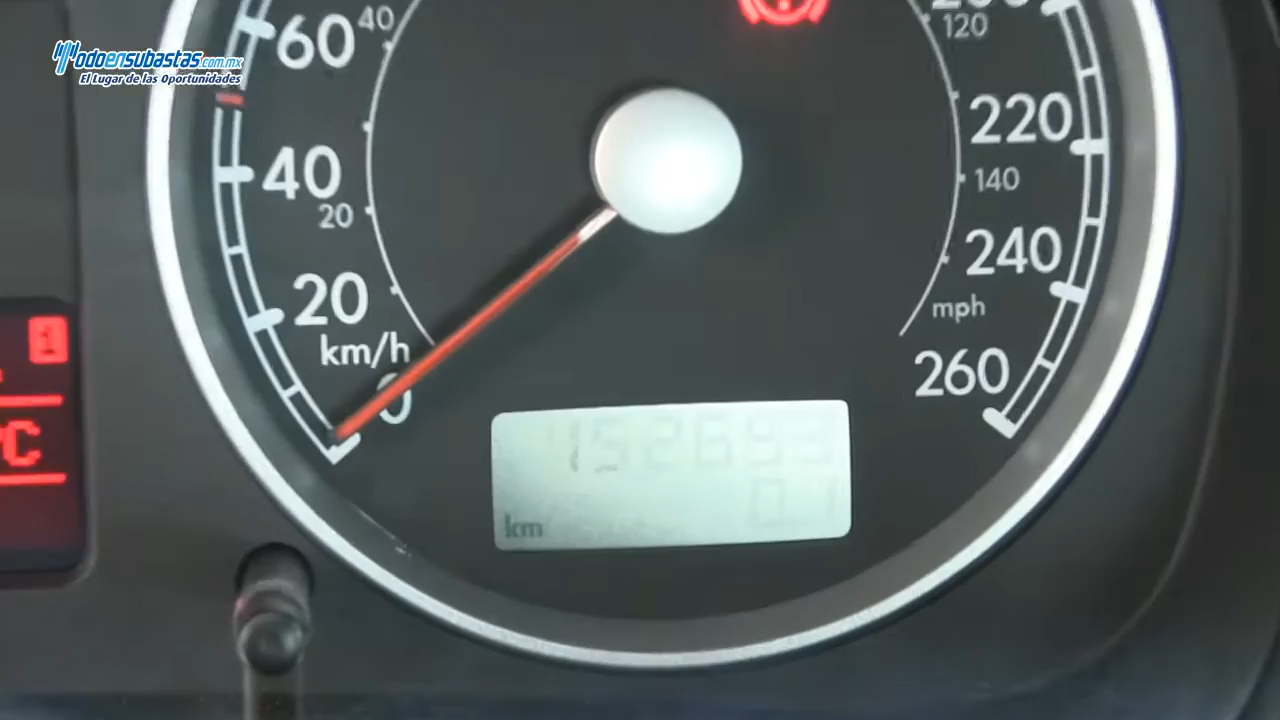 Todoensubastas.com.mx
El Lugar de las Oportunidades
60
40
40
20
20
km/h
0
120
220
140
240
mph
260
152693
0.1
km
1
°C